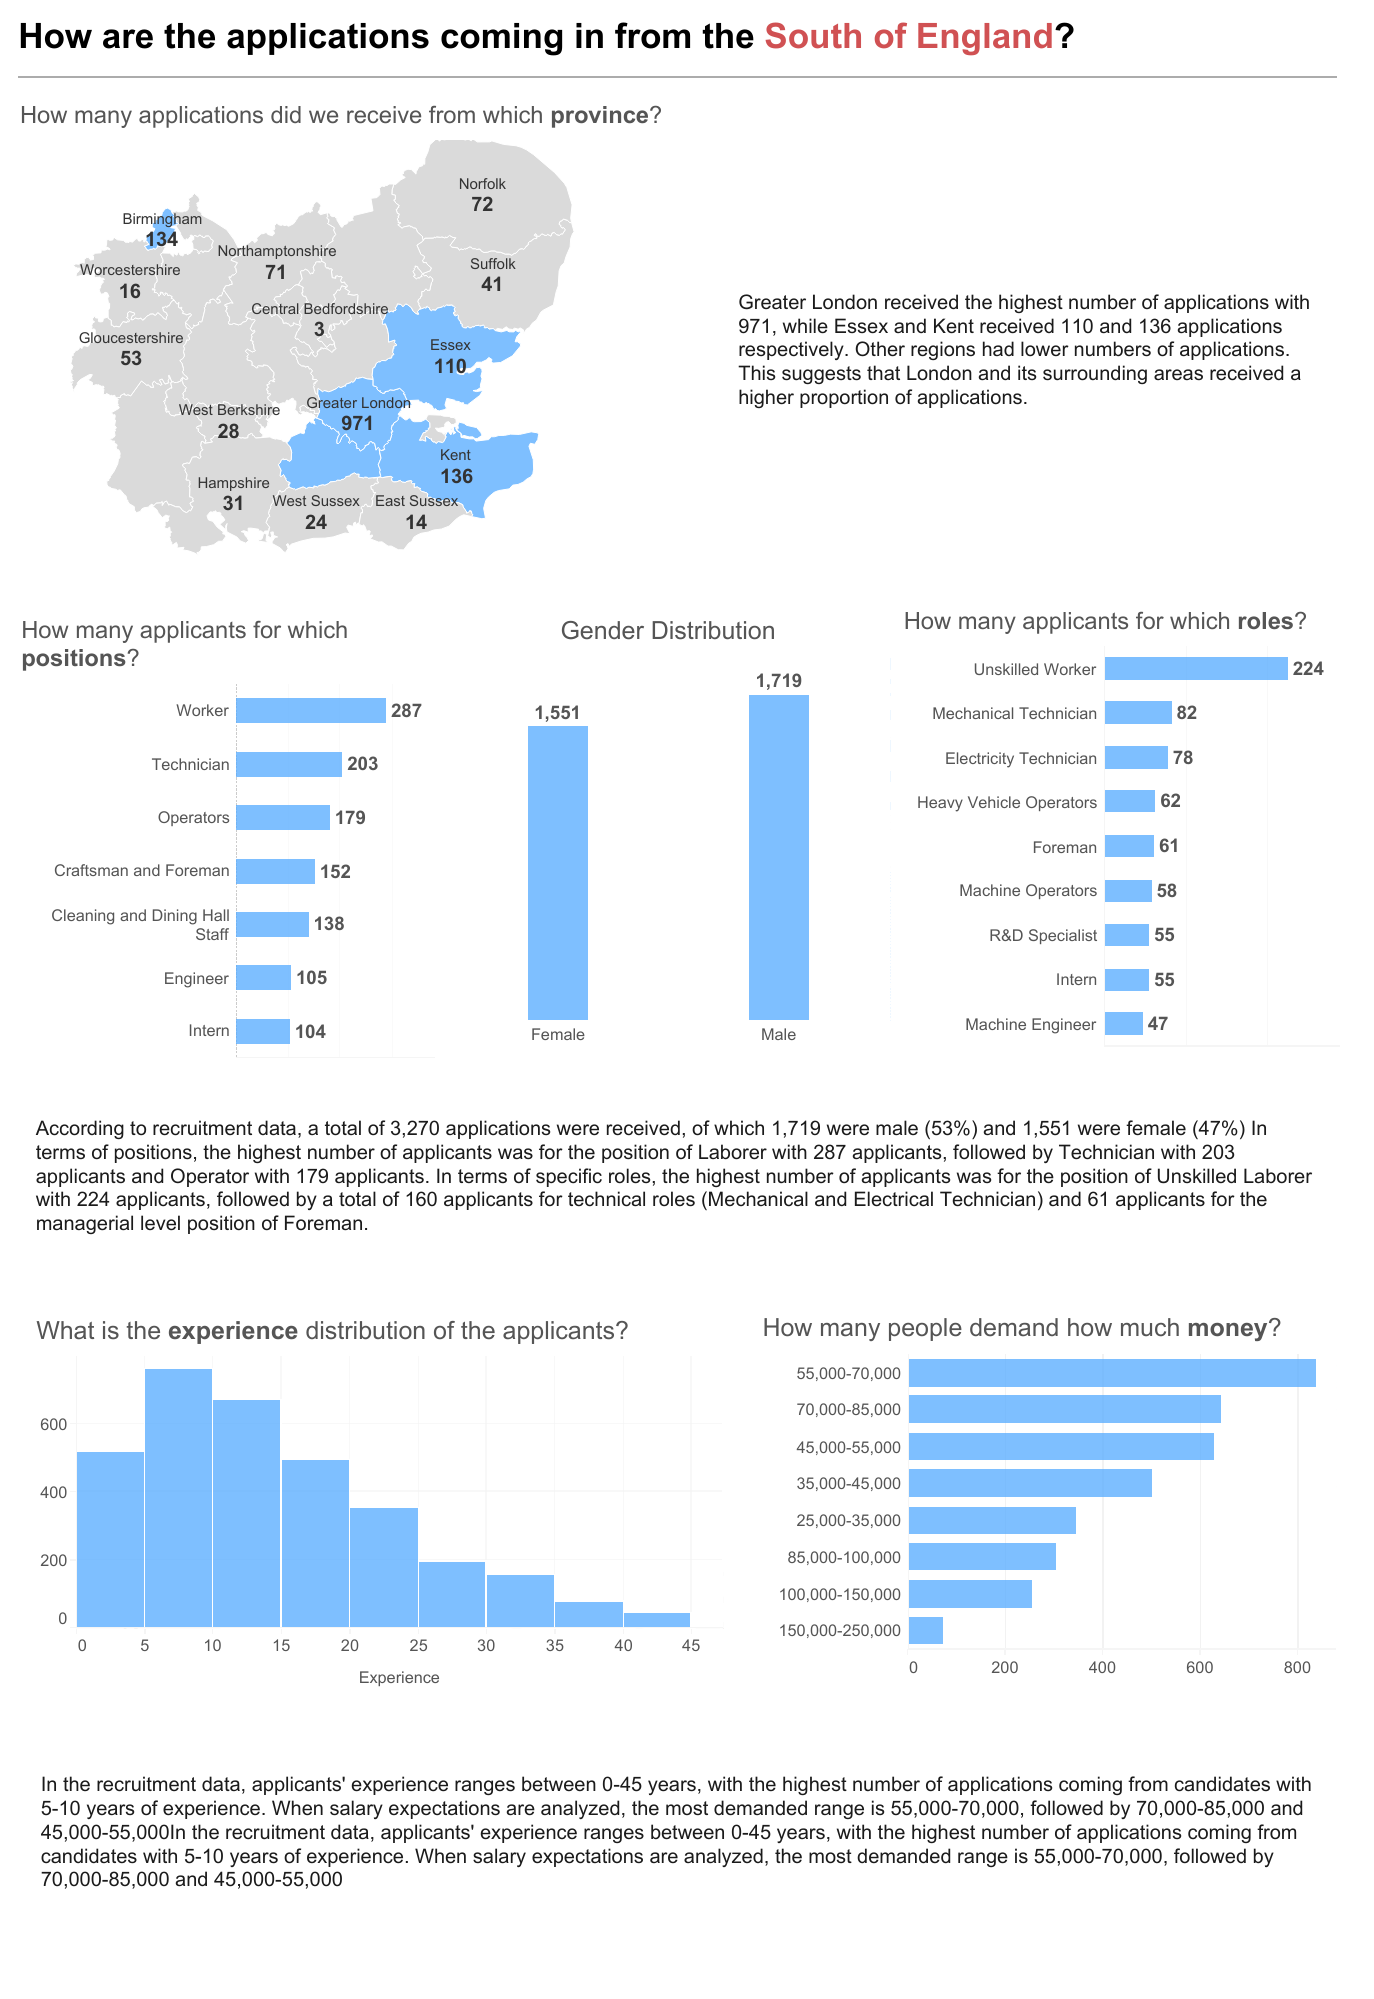 How are the applications coming in from the South of England?
How many applications did we receive from which province?
Norfolk
72
Birmingham
134
Northamptonshire
71
Suffolk
41
Worcestershire
16
Central Bedfordshire
3
Gloucestershire
53
Essex
110
Greater London
971
West Berkshire
28
Kent
136
Hampshire
31
West Sussex
24
East Sussex
14
Greater London received the highest number of applications with
971, while Essex and Kent received 110 and 136 applications
respectively. Other regions had lower numbers of applications.
This suggests that London and its surrounding areas received a
higher proportion of applications.
How many applicants for which
positions?
Worker 287
Technician 203
Operators 179
Craftsman and Foreman 152
Cleaning and Dining Hall
Staff 138
Engineer 105
Intern 104
Gender Distribution
1,551
1,719
Female Male
How many applicants for which roles?
Unskilled Worker 224
Mechanical Technician 82
Electricity Technician 78
Heavy Vehicle Operators 62
Foreman 61
Machine Operators 58
R&D Specialist 55
Intern 55
Machine Engineer 47
According to recruitment data, a total of 3,270 applications were received, of which 1,719 were male (53%) and 1,551 were female (47%) In
terms of positions, the highest number of applicants was for the position of Laborer with 287 applicants, followed by Technician with 203
applicants and Operator with 179 applicants. In terms of specific roles, the highest number of applicants was for the position of Unskilled Laborer
with 224 applicants, followed by a total of 160 applicants for technical roles (Mechanical and Electrical Technician) and 61 applicants for the
managerial level position of Foreman.
What is the experience distribution of the applicants?
600
400
200
0
0 5 10 15 20 25 30 35 40 45
Experience
How many people demand how much money?
55,000-70,000
70,000-85,000
45,000-55,000
35,000-45,000
25,000-35,000
85,000-100,000
100,000-150,000
150,000-250,000
0 200 400 600 800
In the recruitment data, applicants' experience ranges between 0-45 years, with the highest number of applications coming from candidates with
5-10 years of experience. When salary expectations are analyzed, the most demanded range is 55,000-70,000, followed by 70,000-85,000 and
45,000-55,000In the recruitment data, applicants' experience ranges between 0-45 years, with the highest number of applications coming from
candidates with 5-10 years of experience. When salary expectations are analyzed, the most demanded range is 55,000-70,000, followed by
70,000-85,000 and 45,000-55,000